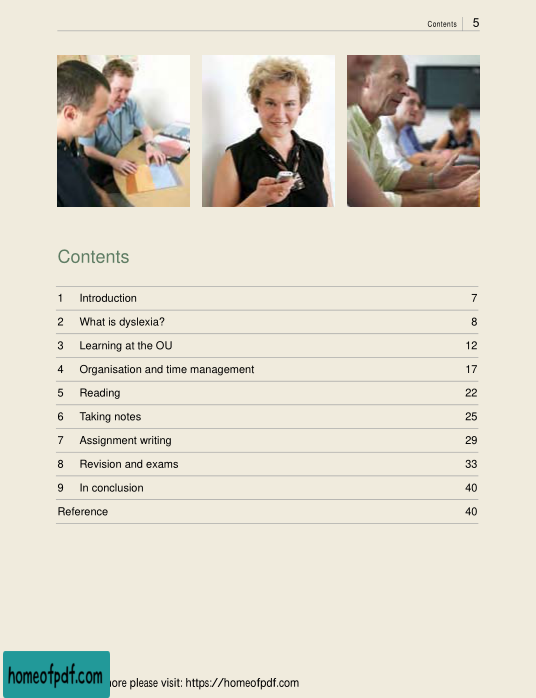 Contents 5
Contents
1 Introduction 7
2 What is dyslexia? 8
3 Learning at the OU 12
4 Organisation and time management 17
5 Reading 22
6 Taking notes 25
7 Assignment writing 29
8 Revision and exams 33
9 In conclusion 40
Reference 40
homeofpdf.com
please visit: https://homeofpdf.com